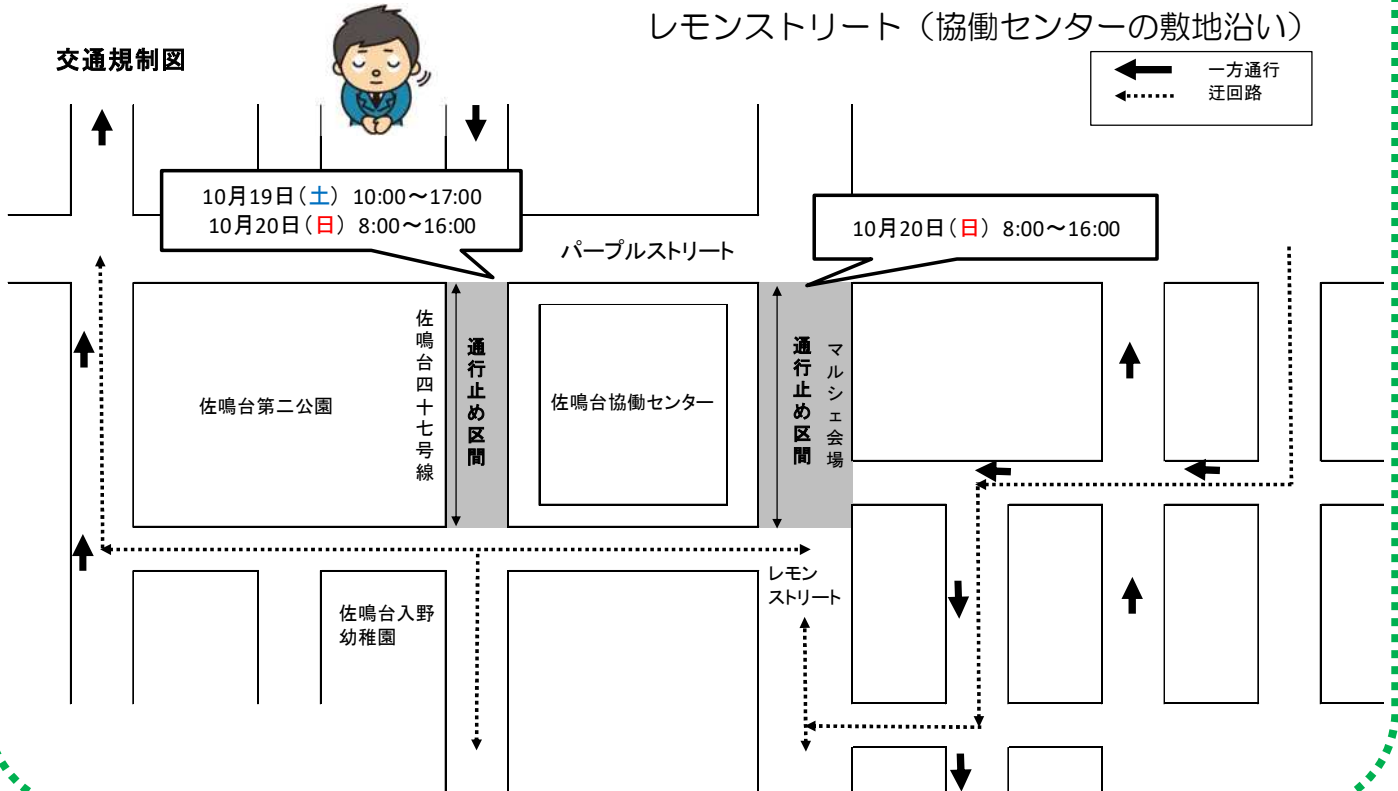 レモンストリート（協働センターの敷地沿い）
交通規制図
一方通行
迂回路
10月19日（土） 10:00～17:00
10月20日（日） 8:00～16:00
10月20日（日） 8:00～16:00
パープルストリート
佐鳴台第二公園
佐鳴台四十七号線
通行止め区間
佐鳴台協働センター
通行止め区間
マルシェ会場
レモン
ストリート
佐鳴台入野
幼稚園